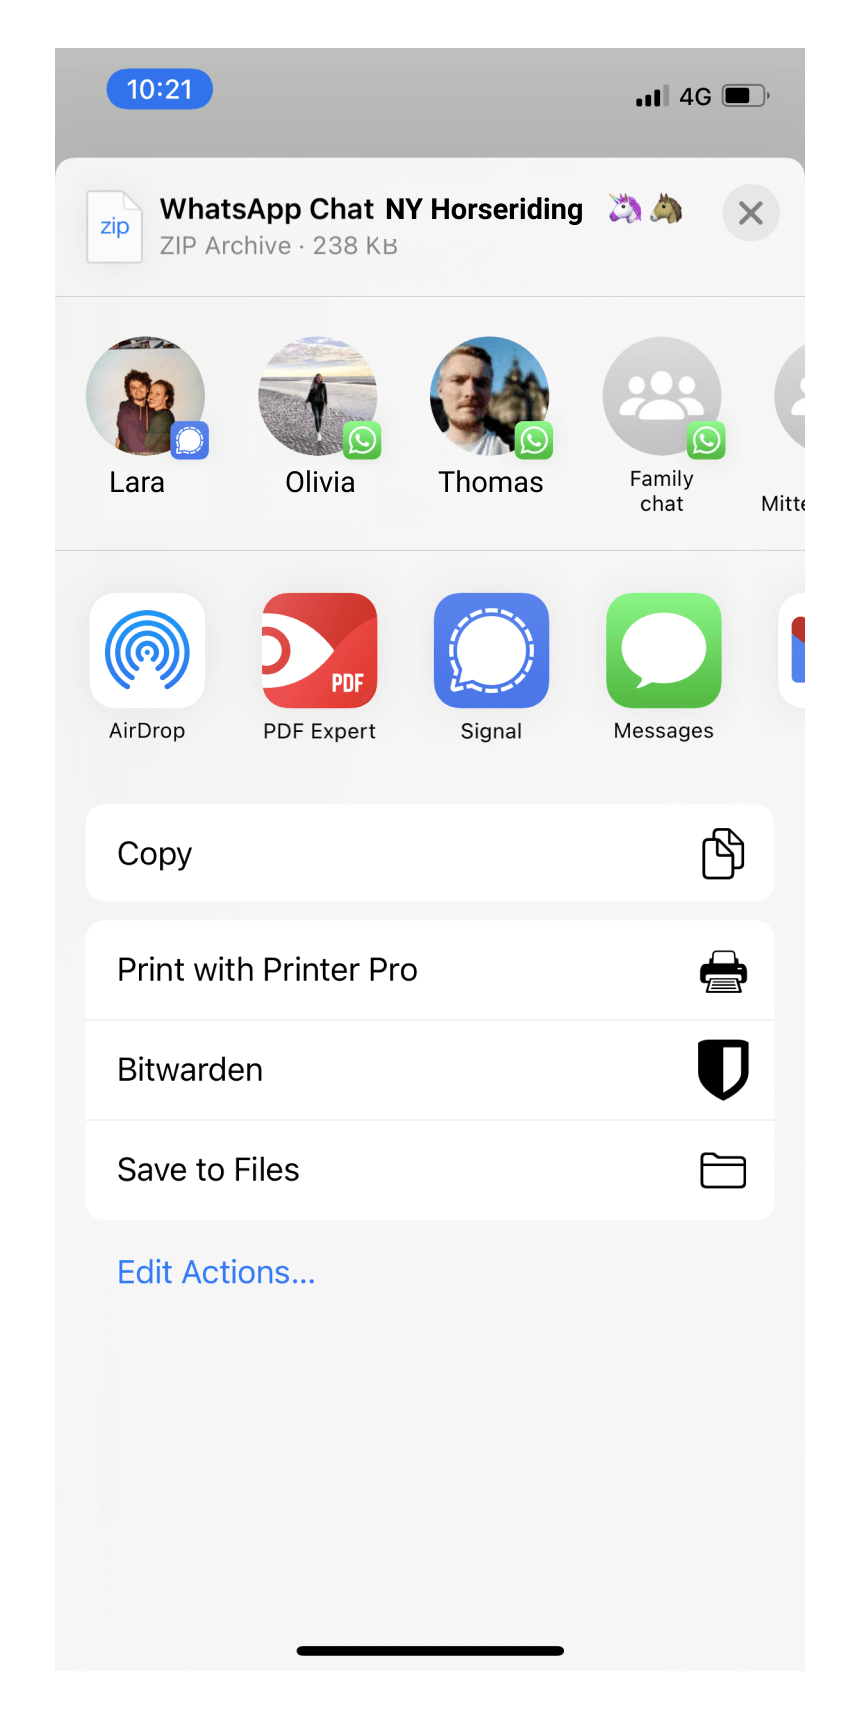 10:21
4G
zip
WhatsApp Chat NY Horseriding 🦄 🐴
ZIP Archive · 238 KB
Lara
Olivia
Thomas
Family
chat
AirDrop
PDF
PDF Expert
Signal
Messages
Copy
Print with Printer Pro
Bitwarden
Save to Files
Edit Actions...